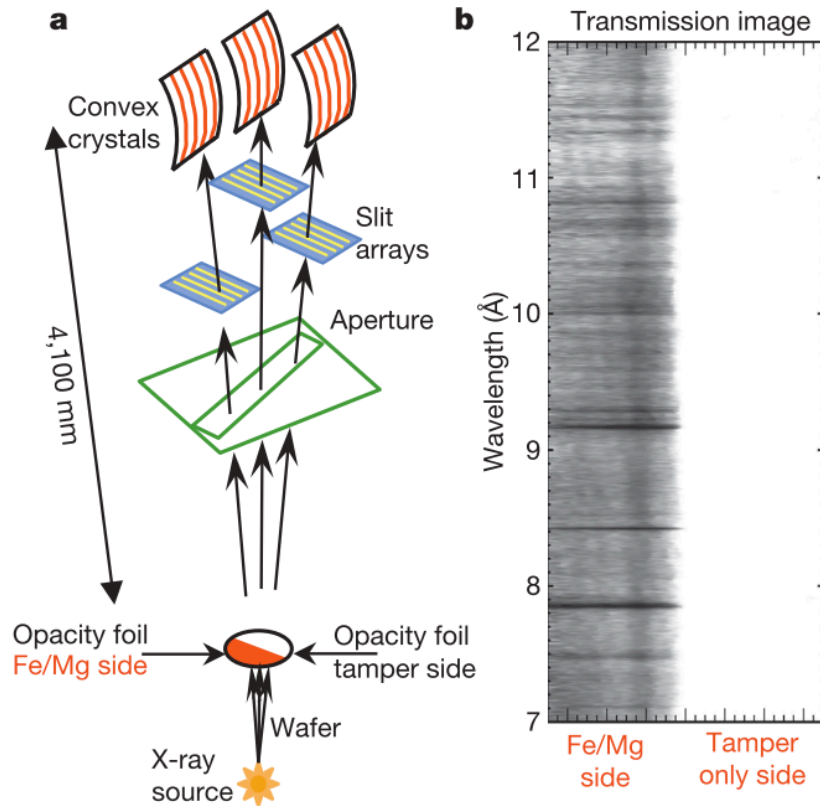 a
Convex
crystals
Slit
arrays
Aperture
4,100 mm
Opacity foil
Fe/Mg side
Opacity foil
tamper side
Wafer
X-ray
source
b
Transmission image
Wavelength (Å)
12
11
10
9
8
7
Fe/Mg
side
Tamper
only side